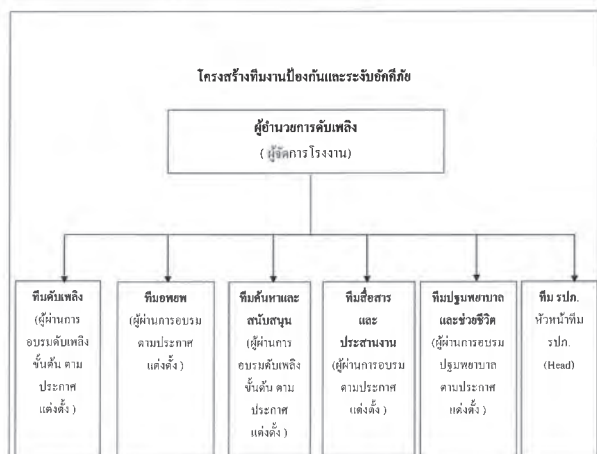 โครงสร้างทีมงานป้องกันและระงับอัคคีภัย
ผู้อำนวยการดับเพลิง
( ผู้จัดการโรงงาน)
ทีมดับเพลิง
(ผู้ผ่านการ
อบรมดับเพลิง
ขั้นต้น ตาม
ประกาศ
แต่งตั้ง )
ทีมอพยพ
(ผู้ผ่านการอบรม
ตามประกาศ
แต่งตั้ง )
ทีมค้นหาและ
สนับสนุน
(ผู้ผ่านการ
อบรมดับเพลิง
ขั้นต้น ตาม
ประกาศ
แต่งตั้ง )
ทีมสื่อสาร
และ
ประสานงาน
(ผู้ผ่านการอบรม
ตามประกาศ
แต่งตั้ง )
ทีมปฐมพยาบาล
และช่วยชีวิต
(ผู้ผ่านการอบรม
ปฐมพยาบาล
ตามประกาศ
แต่งตั้ง )
ทีม รปภ.
หัวหน้าทีม
รปภ.
(Head)